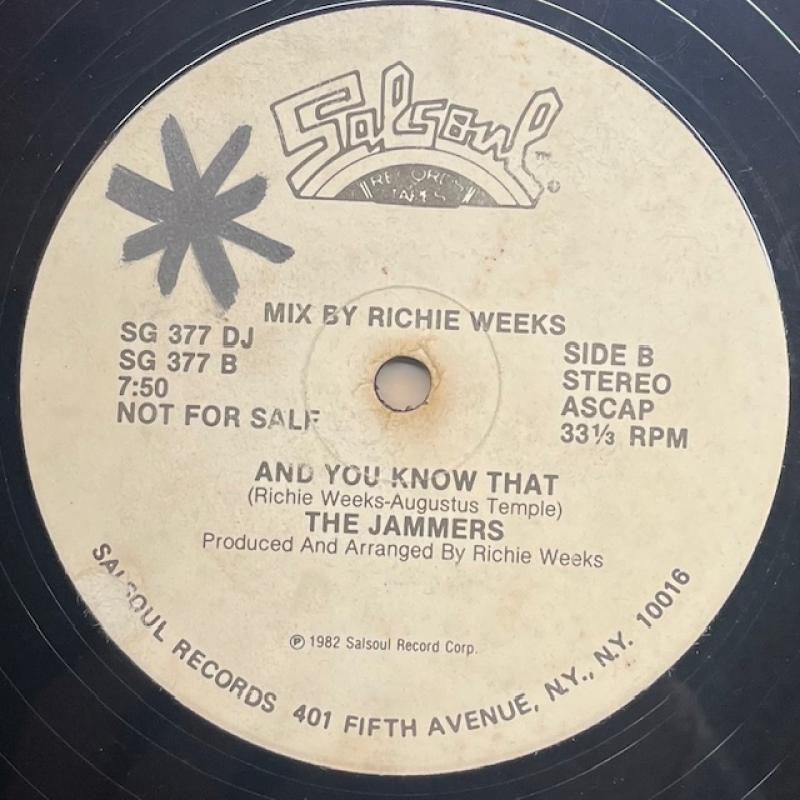 Salsoul™
RECORDS
TAPES
MIX BY RICHIE WEEKS
SG 377 DJ
SG 377 B
7:50
NOT FOR SALE
SIDE B
STEREO
ASCAP
33⅓ RPM
AND YOU KNOW THAT
(Richie Weeks-Augustus Temple)
THE JAMMERS
Produced And Arranged By Richie Weeks
℗ 1982 Salsoul Record Corp.
SALSOUL RECORDS 401 FIFTH AVENUE, N.Y., N.Y. 10016